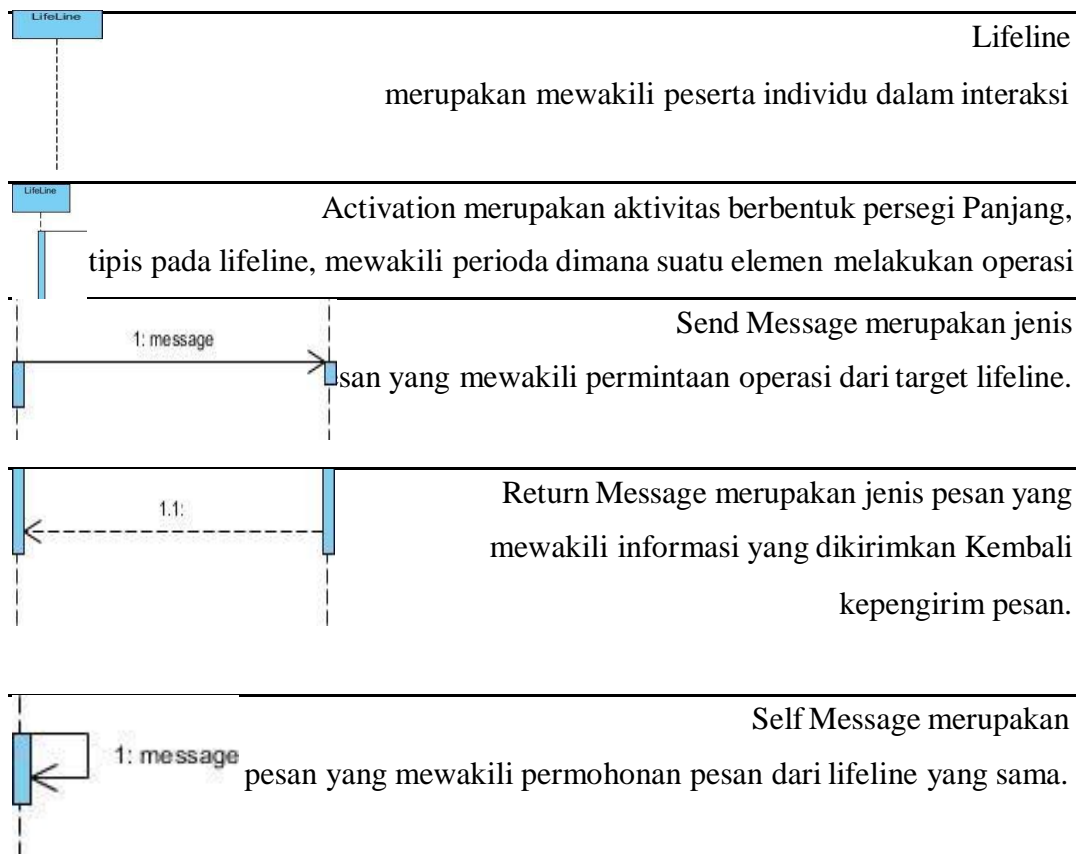 LifeLine
Lifeline
merupakan mewakili peserta individu dalam interaksi
LifeLine
Activation merupakan aktivitas berbentuk persegi Panjang,
tipis pada lifeline, mewakili perioda dimana suatu elemen melakukan operasi
1: message
Send Message merupakan jenis
san yang mewakili permintaan operasi dari target lifeline.
1.1:
Return Message merupakan jenis pesan yang
mewakili informasi yang dikirimkan Kembali
kepengirim pesan.
Self Message merupakan
1: message
pesan yang mewakili permohonan pesan dari lifeline yang sama.